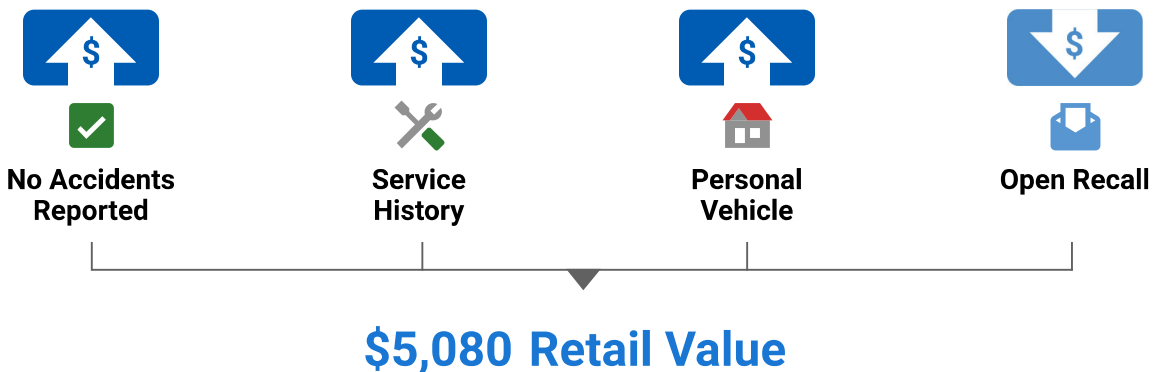 $ $ $ $
No Accidents Reported
Service History
Personal Vehicle
Open Recall
$5,080 Retail Value